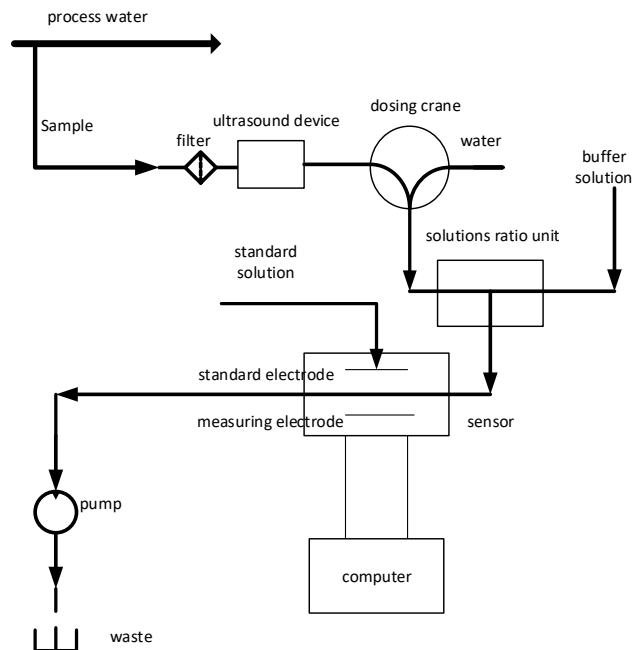 process water
Sample
filter
ultrasound device
dosing crane
water
buffer
solution
solutions ratio unit
standard
solution
standard electrode
measuring electrode
sensor
pump
computer
waste